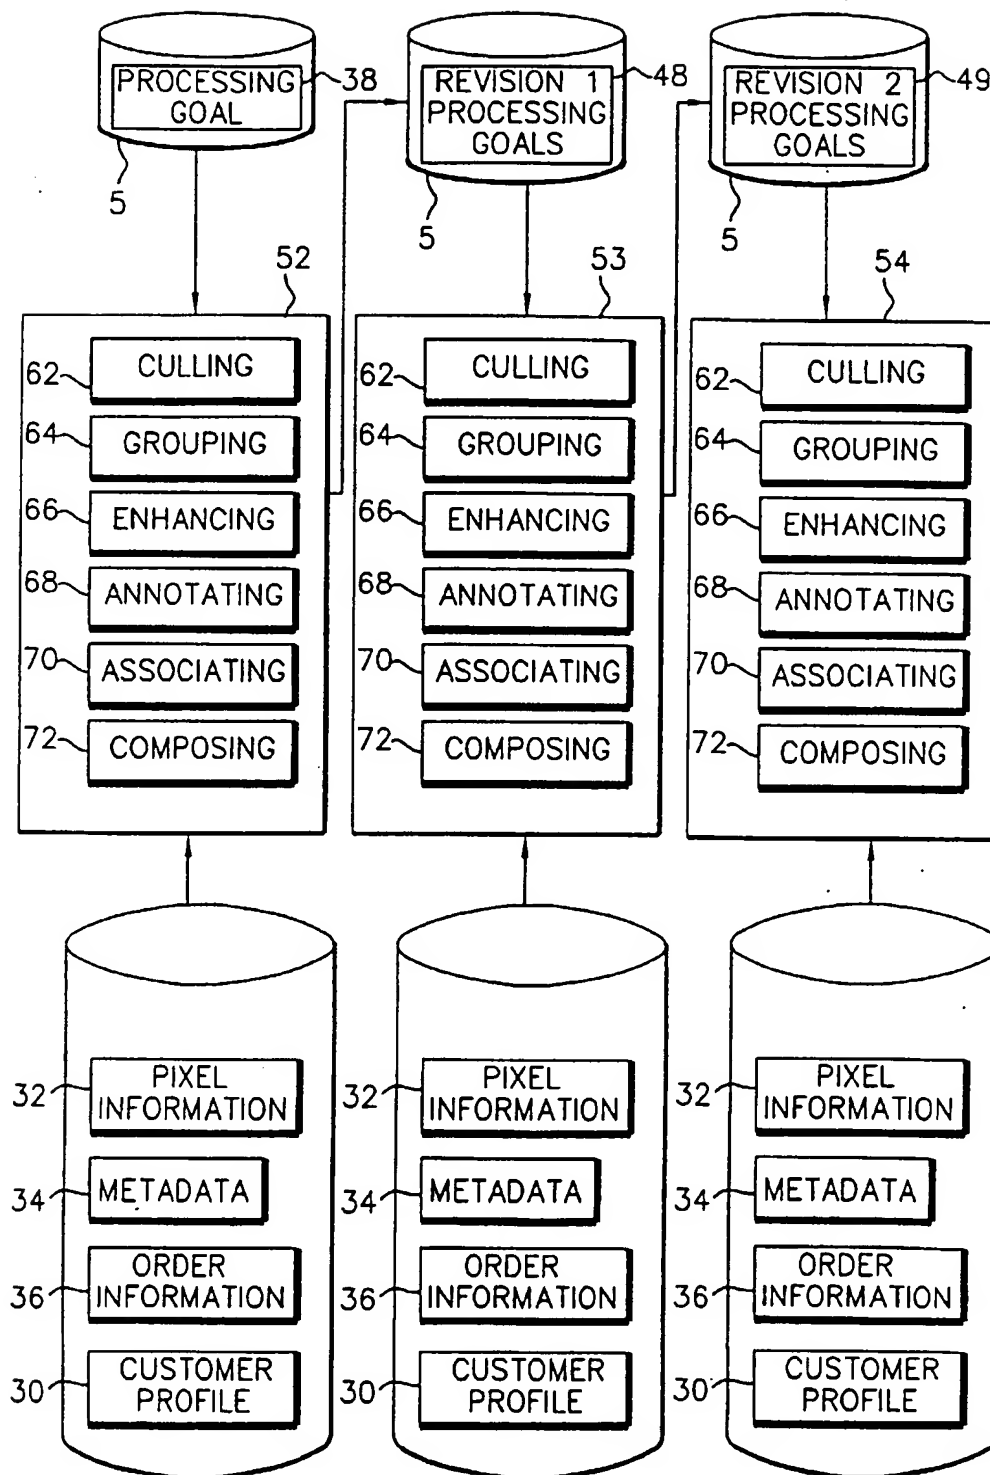 PROCESSING GOAL
38
5
REVISION 1 PROCESSING GOALS
48
5
REVISION 2 PROCESSING GOALS
49
5
52
62 CULLING
64 GROUPING
66 ENHANCING
68 ANNOTATING
70 ASSOCIATING
72 COMPOSING
53
62 CULLING
64 GROUPING
66 ENHANCING
68 ANNOTATING
70 ASSOCIATING
72 COMPOSING
54
62 CULLING
64 GROUPING
66 ENHANCING
68 ANNOTATING
70 ASSOCIATING
72 COMPOSING
32 PIXEL INFORMATION
34 METADATA
36 ORDER INFORMATION
30 CUSTOMER PROFILE
32 PIXEL INFORMATION
34 METADATA
36 ORDER INFORMATION
30 CUSTOMER PROFILE
32 PIXEL INFORMATION
34 METADATA
36 ORDER INFORMATION
30 CUSTOMER PROFILE